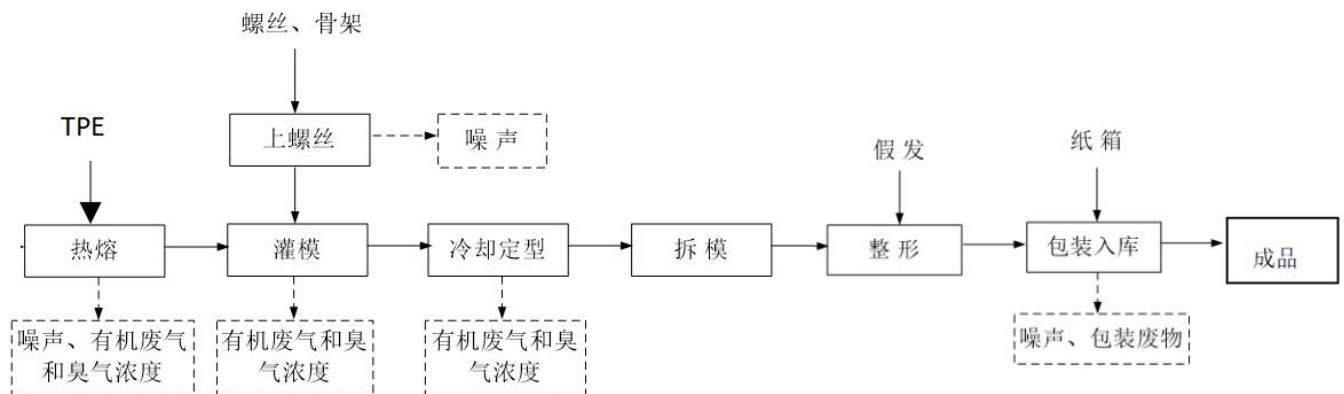 螺丝、骨架
TPE
上螺丝
噪声
假发
纸箱
热熔
灌模
冷却定型
拆模
整形
包装入库
成品
噪声、有机废气
和臭气浓度
有机废气和臭
气浓度
有机废气和臭
气浓度
噪声、包装废物